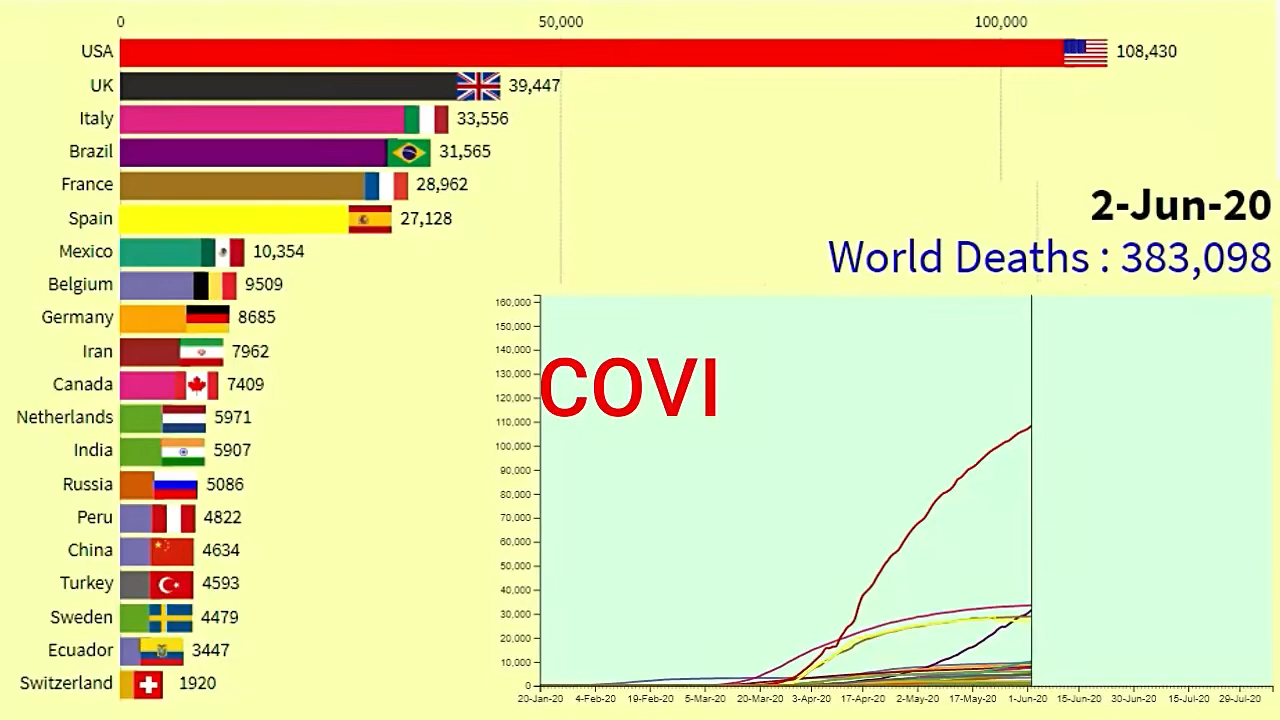 0 50,000 100,000
USA 108,430
UK 39,447
Italy 33,556
Brazil 31,565
France 28,962
Spain 27,128
Mexico 10,354
Belgium 9509
Germany 8685
Iran 7962
Canada 7409
Netherlands 5971
India 5907
Russia 5086
Peru 4822
China 4634
Turkey 4593
Sweden 4479
Ecuador 3447
Switzerland 1920
2-Jun-20
World Deaths : 383,098
COVI
160,000
150,000
140,000
130,000
120,000
110,000
100,000
90,000
80,000
70,000
60,000
50,000
40,000
30,000
20,000
10,000
0
20-Jan-20 4-Feb-20 19-Feb-20 5-Mar-20 20-Mar-20 3-Apr-20 17-Apr-20 2-May-20 17-May-20 1-Jun-20 15-Jun-20 30-Jun-20 15-Jul-20 29-Jul-20